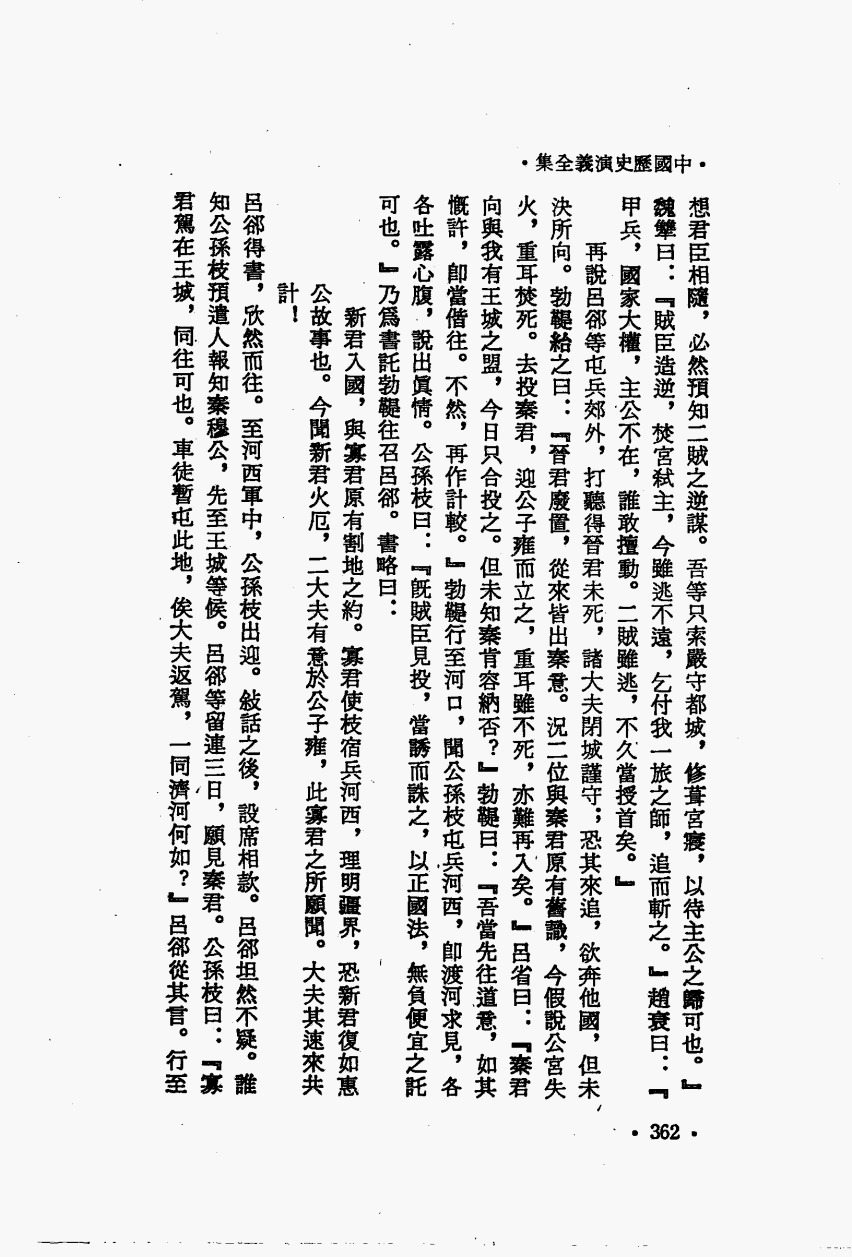 •中國歷史演義全集•
想君臣相隨，必然預知二賊之逆謀。吾等只索嚴守都城，修葺宮寢，以待主公之歸可也。』
魏犨曰：『賊臣造逆，焚宮弑主，今雖逃不遠，乞付我一旅之師，追而斬之。』趙衰曰：『
甲兵，國家大權，主公不在，誰敢擅動。二賊雖逃，不久當授首矣。』
再說呂郤等屯兵郊外，打聽得晉君未死，諸大夫閉城謹守；恐其來追，欲奔他國，但未
決所向。勃鞮紿之曰：『晉君廢置，從來皆出秦意。況二位與秦君原有舊識，今假說公宮失
火，重耳焚死。去投秦君，迎公子雍而立之，重耳雖不死，亦難再入矣。』呂省曰：『秦君
向與我有王城之盟，今日只合投之。但未知秦肯容納否？』勃鞮曰：『吾當先往道意，如其
慨許，卽當偕往。不然，再作計較。』勃鞮行至河口，聞公孫枝屯兵河西，卽渡河求見，各
各吐露心腹，說出眞情。公孫枝曰：『旣賊臣見投，當誘而誅之，以正國法，無負便宜之託
可也。』乃爲書託勃鞮往召呂郤。書略曰：
新君入國，與寡君原有割地之約。寡君使枝宿兵河西，理明疆界，恐新君復如惠
公故事也。今聞新君火厄，二大夫有意於公子雍，此寡君之所願聞。大夫其速來共
計！
呂郤得書，欣然而往。至河西軍中，公孫枝出迎。敍話之後，設席相款。呂郤坦然不疑。誰
知公孫枝預遣人報知秦穆公，先至王城等候。呂郤等留連三日，願見秦君。公孫枝曰：『寡
君駕在王城，同往可也。車徒暫屯此地，俟大夫返駕，一同濟河何如？』呂郤從其言。行至
•362•